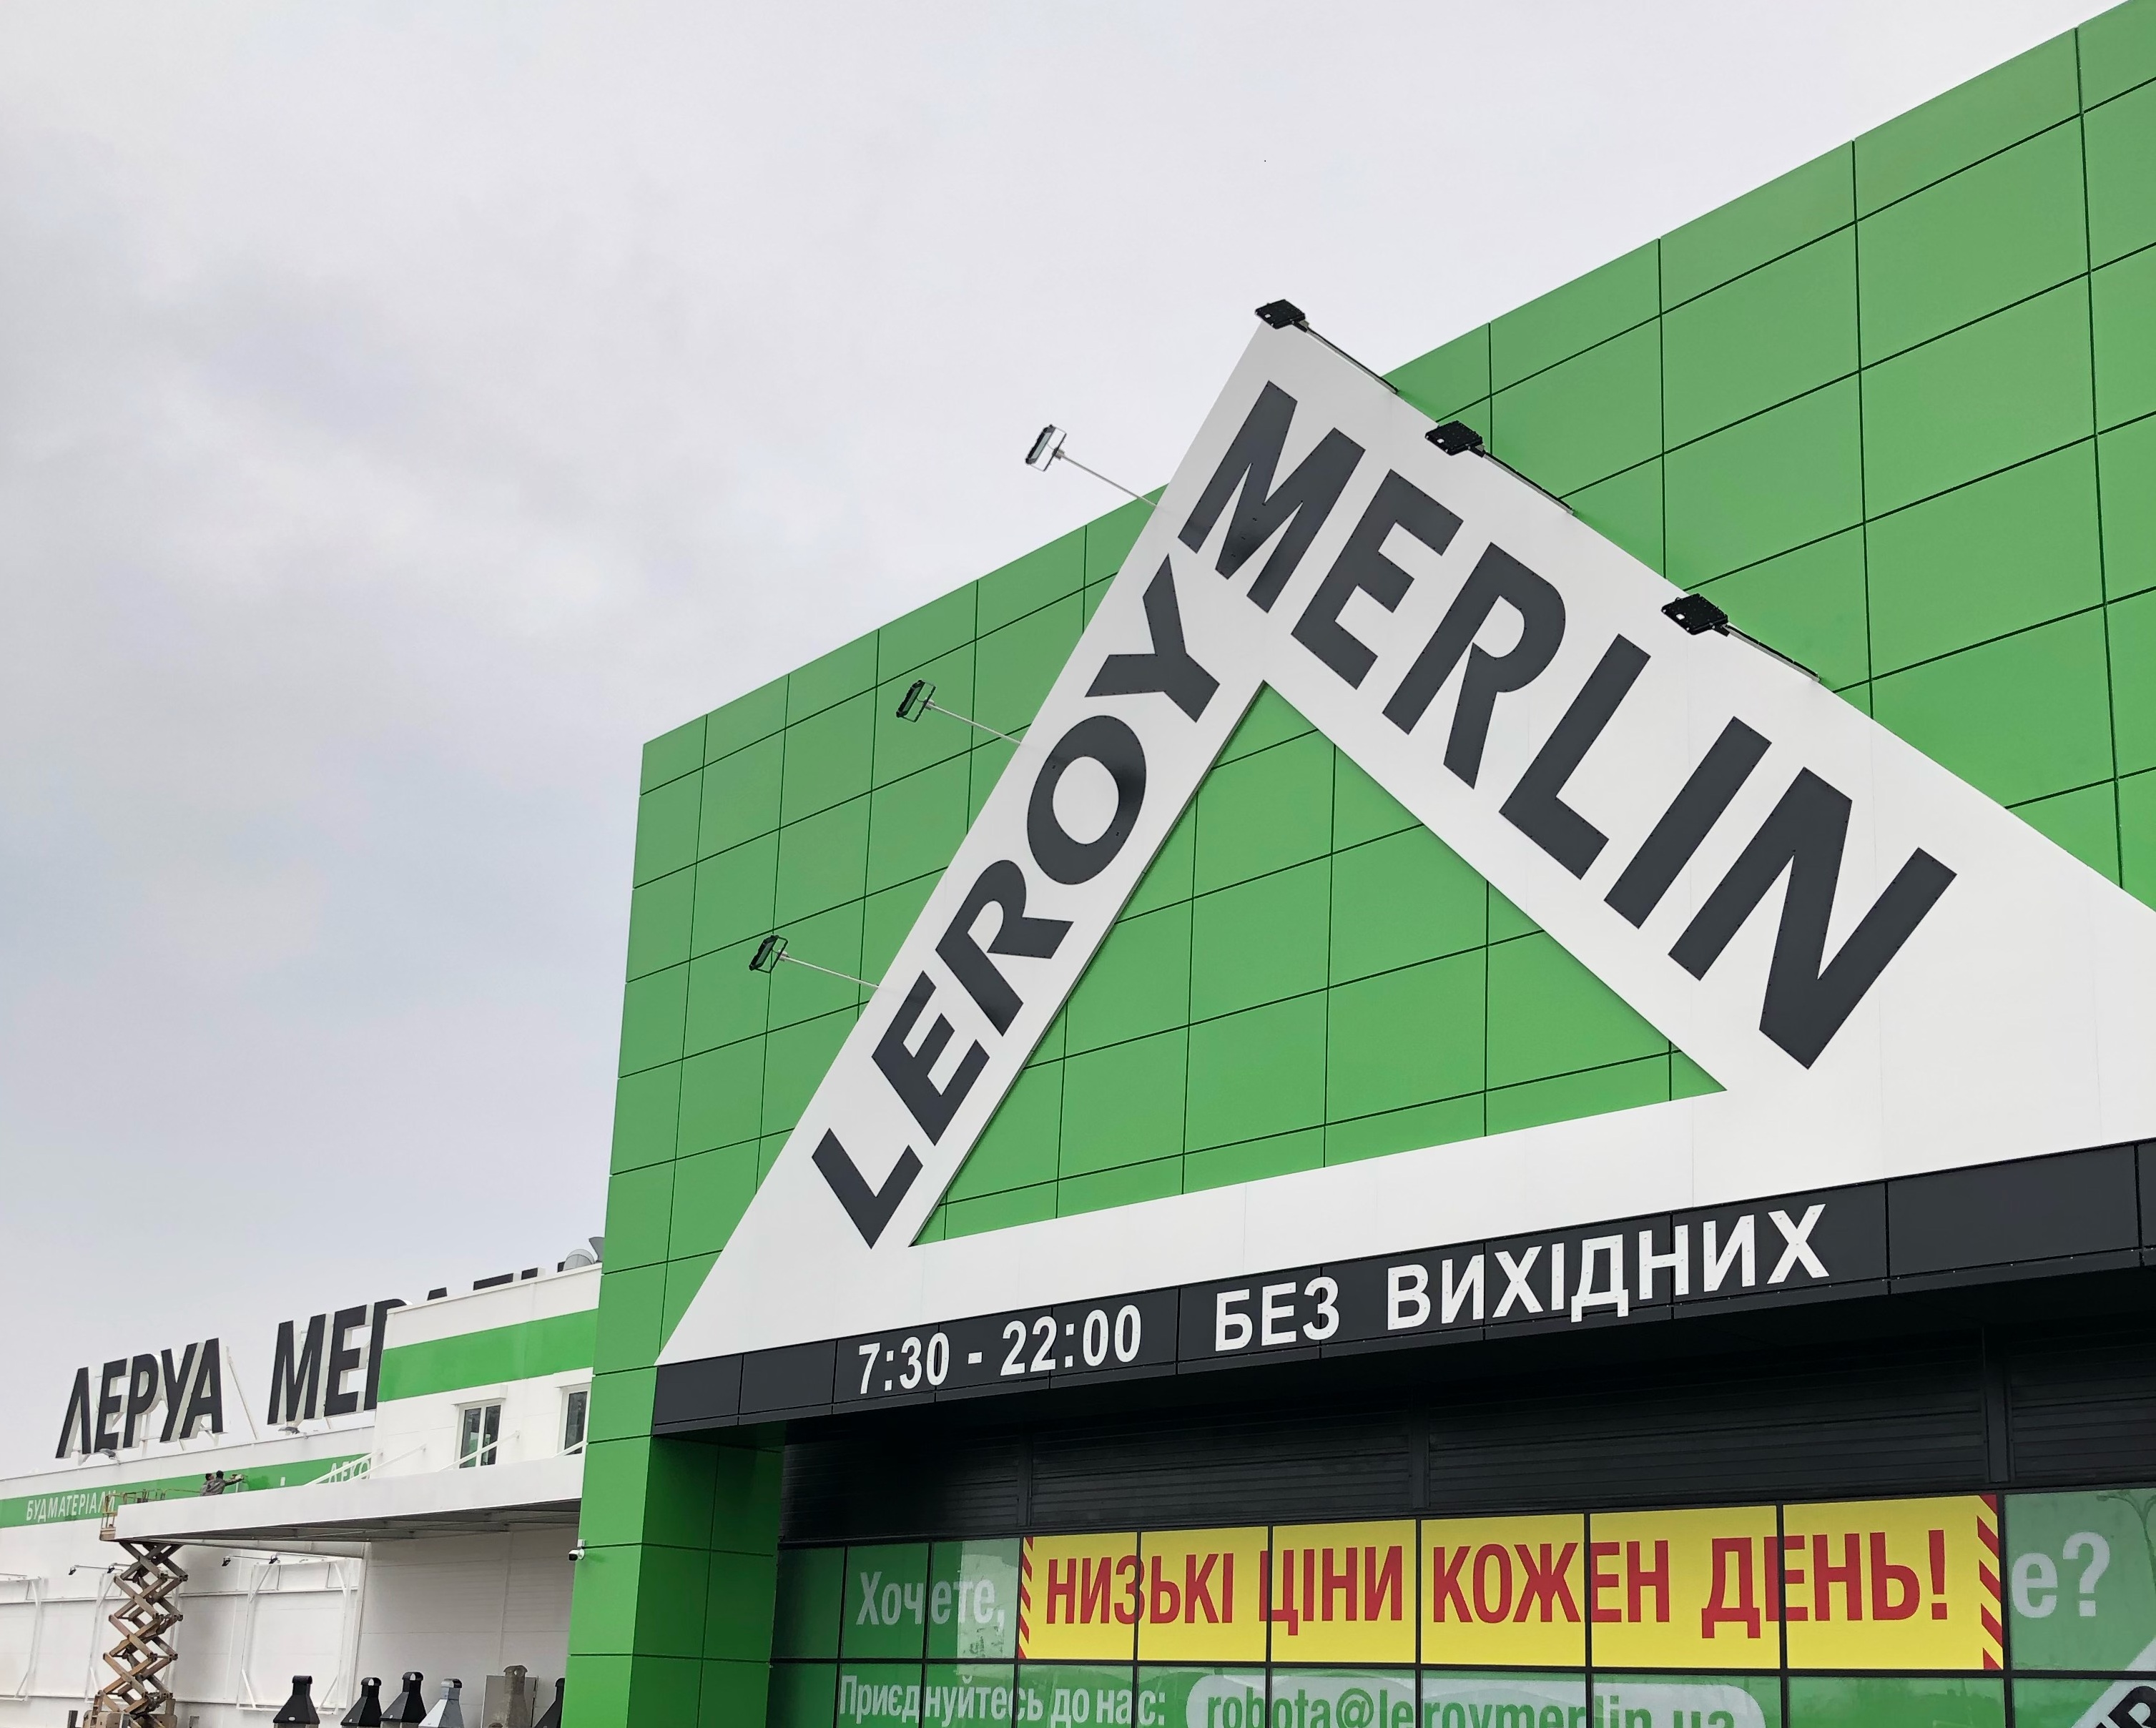 LEROY MERLIN
7:30 - 22:00 БЕЗ ВИХІДНИХ
ЛЕРУА
БУДМАТЕРІАЛИ
Хочете, НИЗЬКІ ЦІНИ КОЖЕН ДЕНЬ! е?
Приєднуйтесь до нас: robota@leroymerlin.ua